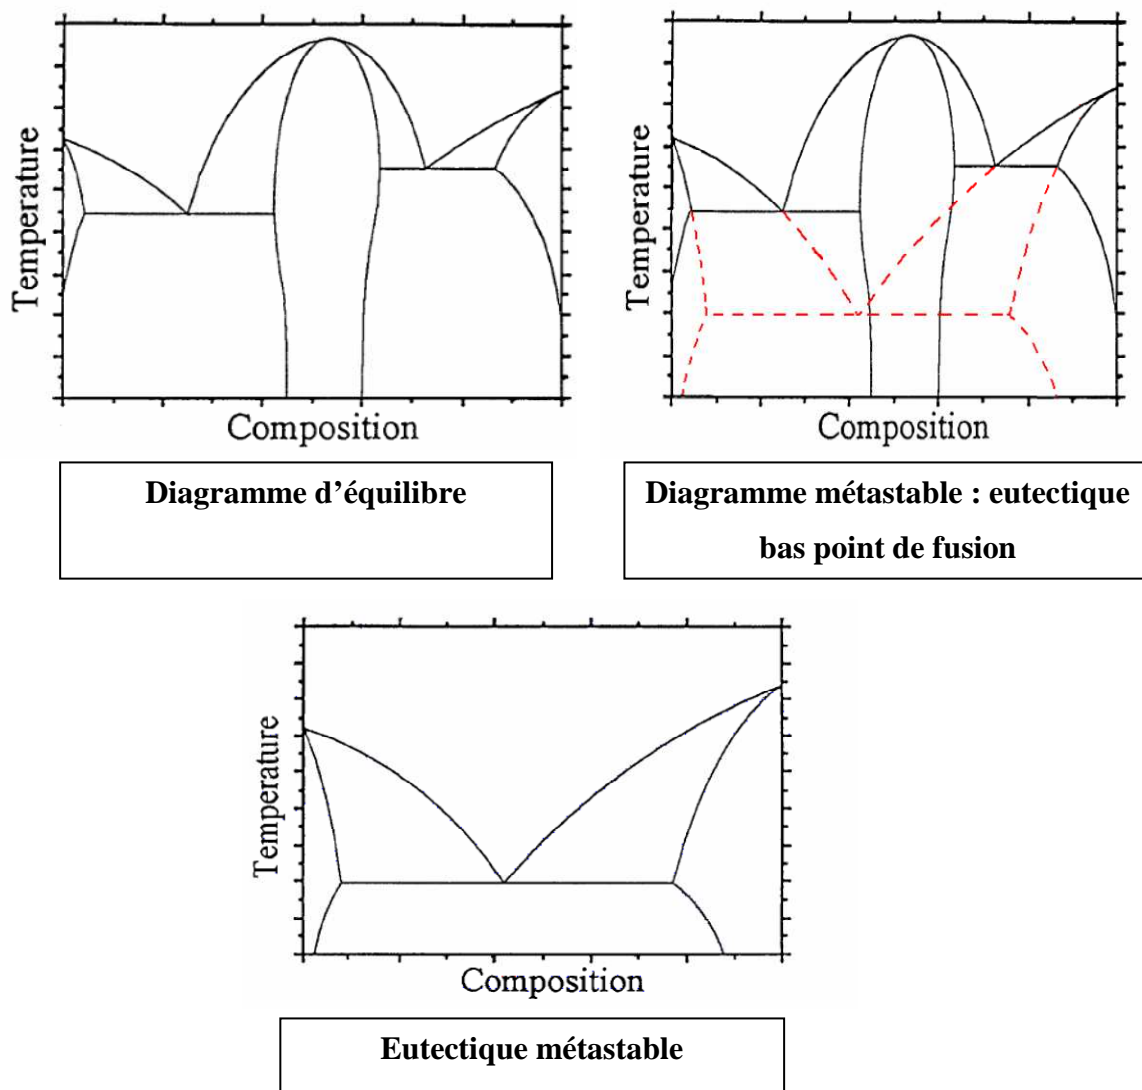 Temperature
Composition
Diagramme d'équilibre
Temperature
Composition
Diagramme métastable : eutectique
bas point de fusion
Temperature
Composition
Eutectique métastable